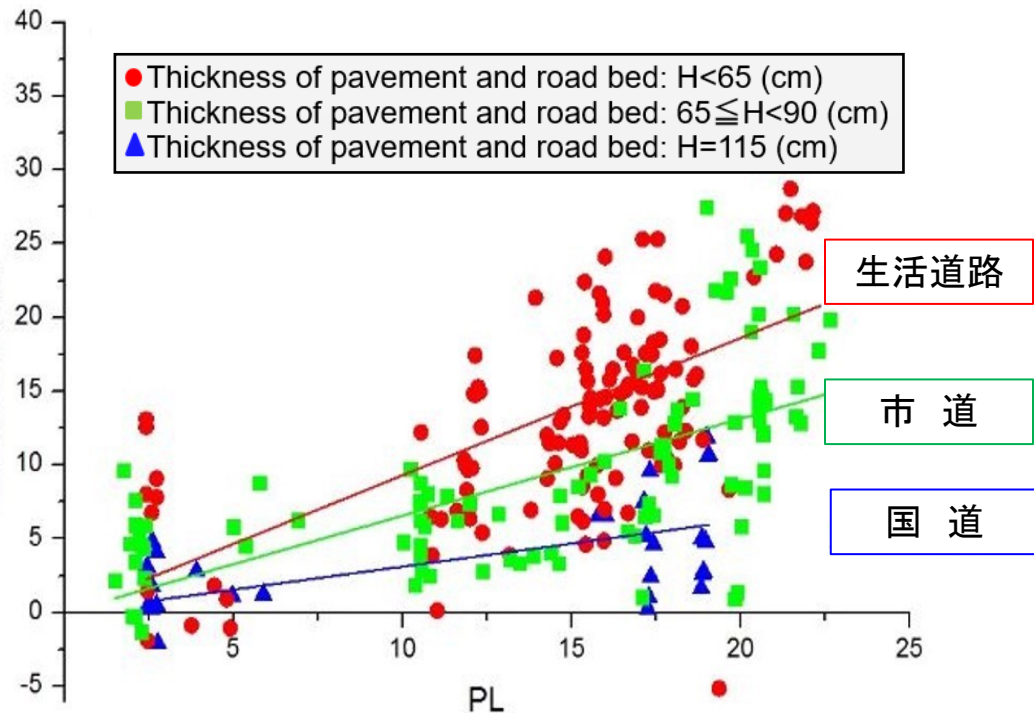 40
35
30
25
20
15
10
5
0
-5
Thickness of pavement and road bed: H<65 (cm)
Thickness of pavement and road bed: 65≦H<90 (cm)
Thickness of pavement and road bed: H=115 (cm)
生活道路
市 道
国 道
5
10
15
20
25
PL